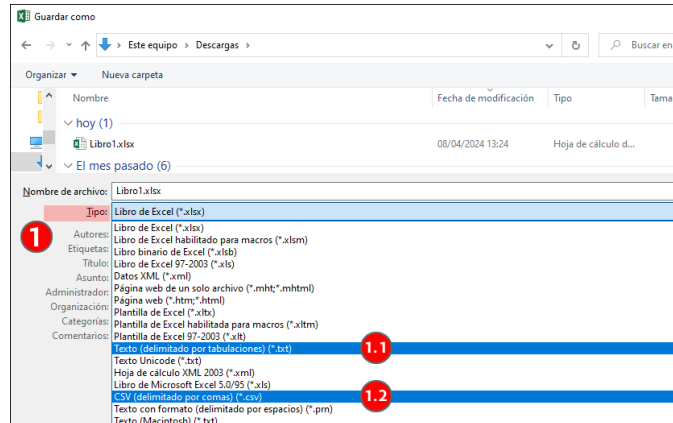 Guardar como
Este equipo > Descargas >
Buscar en
Organizar
Nueva carpeta
Nombre
Fecha de modificación
Tipo
Tama
hoy (1)
Libro1.xlsx
08/04/2024 13:24
Hoja de cálculo d...
El mes pasado (6)
Nombre de archivo: Libro1.xlsx
Tipo: Libro de Excel (*.xlsx)
1
Autores:
Etiquetas:
Título:
Asunto:
Administrador:
Organización:
Categorías:
Comentarios:
Libro de Excel (*.xlsx)
Libro de Excel habilitado para macros (*.xlsm)
Libro binario de Excel (*.xlsb)
Libro de Excel 97-2003 (*.xls)
Datos XML (*.xml)
Página web de un solo archivo (*.mht;*.mhtml)
Página web (*.htm;*.html)
Plantilla de Excel (*.xltx)
Plantilla de Excel habilitada para macros (*.xltm)
Plantilla de Excel 97-2003 (*.xlt)
Texto (delimitado por tabulaciones) (*.txt)
1.1
Texto Unicode (*.txt)
Hoja de cálculo XML 2003 (*.xml)
Libro de Microsoft Excel 5.0/95 (*.xls)
CSV (delimitado por comas) (*.csv)
1.2
Texto con formato (delimitado por espacios) (*.prn)
Texto (Macintosh) (*.txt)